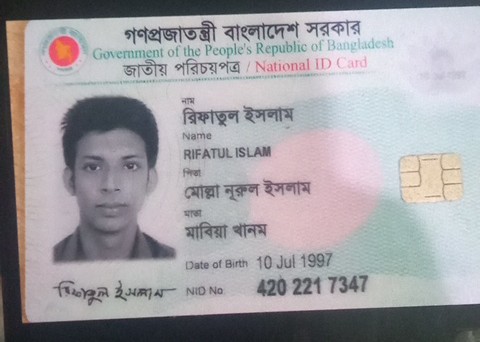 গণপ্রজাতন্ত্রী বাংলাদেশ সরকার
Government of the People's Republic of Bangladesh
জাতীয় পরিচয়পত্র / National ID Card
নাম
রিফাতুল ইসলাম
Name
RIFATUL ISLAM
পিতা
মোল্লা নূরুল ইসলাম
মাতা
মাবিয়া খানম
Date of Birth 10 Jul 1997
রিফাতুল ইসলাম NID No. 420 221 7347